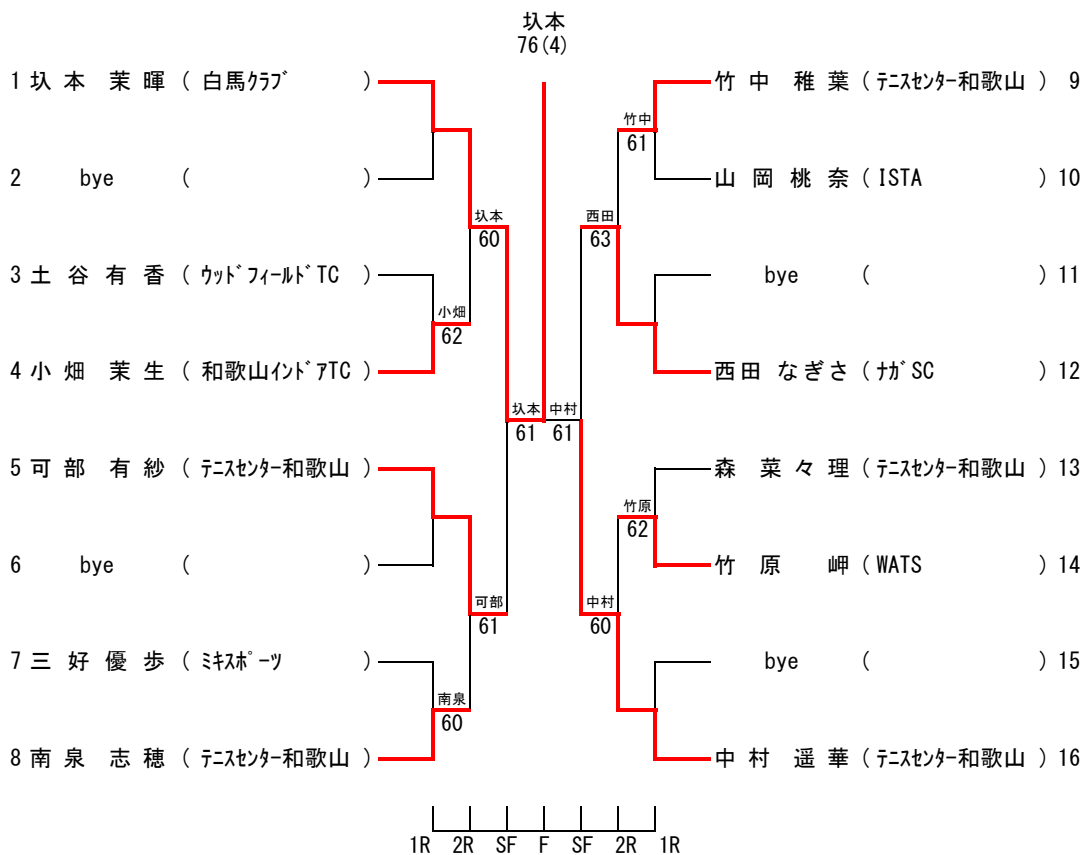 圦本
76(4)
1 圦 本 茉 暉 ( 白馬ｸﾗﾌﾞ )
2 bye ( )
3 土 谷 有 香 ( ｳｯﾄﾞﾌｨｰﾙﾄﾞTC )
4 小 畑 茉 生 ( 和歌山ｲﾝﾄﾞｱTC )
5 可 部 有 紗 ( ﾃﾆｽｾﾝﾀｰ和歌山 )
6 bye ( )
7 三 好 優 歩 ( ﾐｷｽﾎﾟｰﾂ )
8 南 泉 志 穂 ( ﾃﾆｽｾﾝﾀｰ和歌山 )
小畑
62
南泉
60
圦本
60
可部
61
圦本
61
中村
61
西田
63
中村
60
竹中
61
竹原
62
竹 中 稚 葉 ( ﾃﾆｽｾﾝﾀｰ和歌山 ) 9
山 岡 桃 奈 ( ISTA ) 10
bye ( ) 11
西田 なぎさ ( ﾅｶﾞSC ) 12
森 菜 々 理 ( ﾃﾆｽｾﾝﾀｰ和歌山 ) 13
竹 原 岬 ( WATS ) 14
bye ( ) 15
中 村 遥 華 ( ﾃﾆｽｾﾝﾀｰ和歌山 ) 16
1R 2R SF F SF 2R 1R